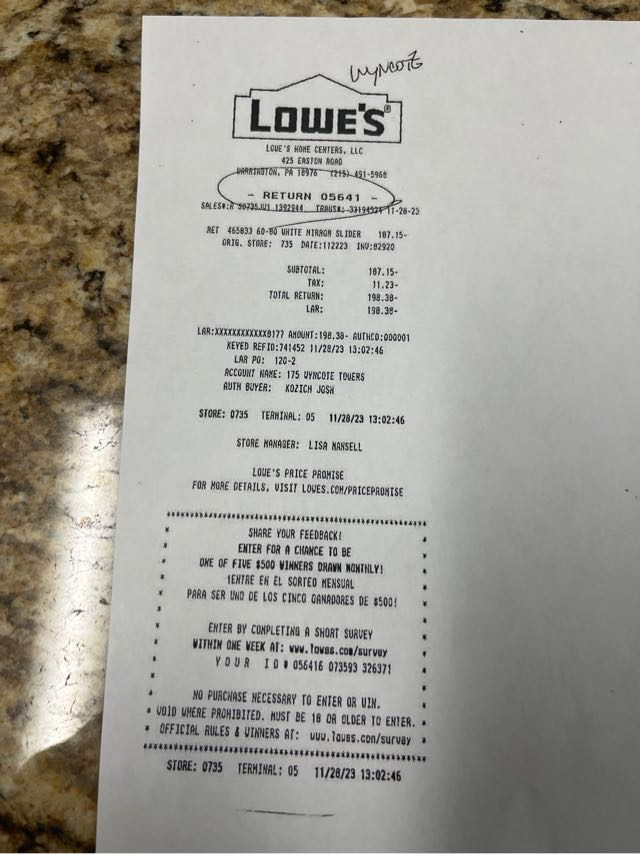 WYNCOTE
LOWE'S®
LOWE'S HOME CENTERS, LLC
425 EASTON ROAD
WARRINGTON, PA 18976 (215) 491-5968
- RETURN 05641 -
SALES#: 1392944 TRANS#: 11-28-23
RET 465833 60-80 WHITE MIRROR SLIDER 187.15-
ORIG. STORE: 735 DATE:112223 INV:82920
SUBTOTAL: 187.15-
TAX: 11.23-
TOTAL RETURN: 198.38-
LAR: 198.38-
LAR:XXXXXXXXXXXX8177 AMOUNT:198.38- AUTHCD:000001
KEYED REFID:741452 11/28/23 13:02:46
LAR PO: 120-2
ACCOUNT NAME: 175 WYNCOTE TOWERS
AUTH BUYER: KOZICH JOSH
STORE: 0735 TERMINAL: 05 11/28/23 13:02:46
STORE MANAGER: LISA MANSELL
LOWE'S PRICE PROMISE
FOR MORE DETAILS, VISIT LOWES.COM/PRICEPROMISE
SHARE YOUR FEEDBACK!
ENTER FOR A CHANCE TO BE
ONE OF FIVE $500 WINNERS DRAWN MONTHLY!
¡ENTRE EN EL SORTEO MENSUAL
PARA SER UNO DE LOS CINCO GANADORES DE $500!
ENTER BY COMPLETING A SHORT SURVEY
WITHIN ONE WEEK AT: www.lowes.com/survey
YOUR ID # 056416 073593 326371
NO PURCHASE NECESSARY TO ENTER OR WIN.
VOID WHERE PROHIBITED. MUST BE 18 OR OLDER TO ENTER.
OFFICIAL RULES & WINNERS AT: www.lowes.com/survey
STORE: 0735 TERMINAL: 05 11/28/23 13:02:46